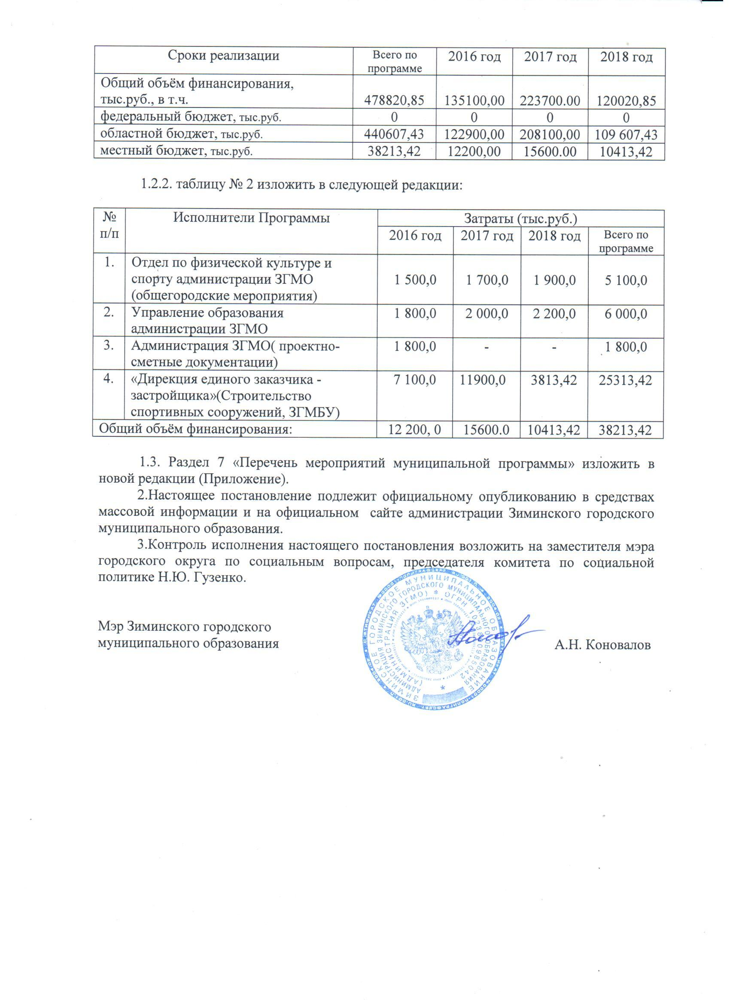 Сроки реализации Всего по программе 2016 год 2017 год 2018 год
Общий объём финансирования,
тыс.руб., в т.ч. 478820,85 135100,00 223700.00 120020,85
федеральный бюджет, тыс.руб. 0 0 0 0
областной бюджет, тыс.руб. 440607,43 122900,00 208100,00 109 607,43
местный бюджет, тыс.руб. 38213,42 12200,00 15600.00 10413,42
1.2.2. таблицу № 2 изложить в следующей редакции:
№ п/п Исполнители Программы Затраты (тыс.руб.)
2016 год 2017 год 2018 год Всего по программе
1. Отдел по физической культуре и
спорту администрации ЗГМО 1 500,0 1 700,0 1 900,0 5 100,0
(общегородские мероприятия)
2. Управление образования 1 800,0 2 000,0 2 200,0 6 000,0
администрации ЗГМО
3. Администрация ЗГМО( проектно- 1 800,0 - - 1 800,0
сметные документации)
4. «Дирекция единого заказчика - 7 100,0 11900,0 3813,42 25313,42
застройщика»(Строительство
спортивных сооружений, ЗГМБУ)
Общий объём финансирования: 12 200, 0 15600.0 10413,42 38213,42
1.3. Раздел 7 «Перечень мероприятий муниципальной программы» изложить в
новой редакции (Приложение).
2.Настоящее постановление подлежит официальному опубликованию в средствах
массовой информации и на официальном сайте администрации Зиминского городского
муниципального образования.
3.Контроль исполнения настоящего постановления возложить на заместителя мэра
городского округа по социальным вопросам, председателя комитета по социальной
политике Н.Ю. Гузенко.
Мэр Зиминского городского
муниципального образования А.Н. Коновалов
ЗИМИНСКОЕ ГОРОДСКОЕ МУНИЦИПАЛЬНОЕ ОБРАЗОВАНИЕ
АДМИНИСТРАЦИЯ ЗИМИНСКОГО ГОРОДСКОГО МУНИЦИПАЛЬНОГО ОБРАЗОВАНИЯ
(АДМИНИСТРАЦИЯ ЗГМО) * ОГРН